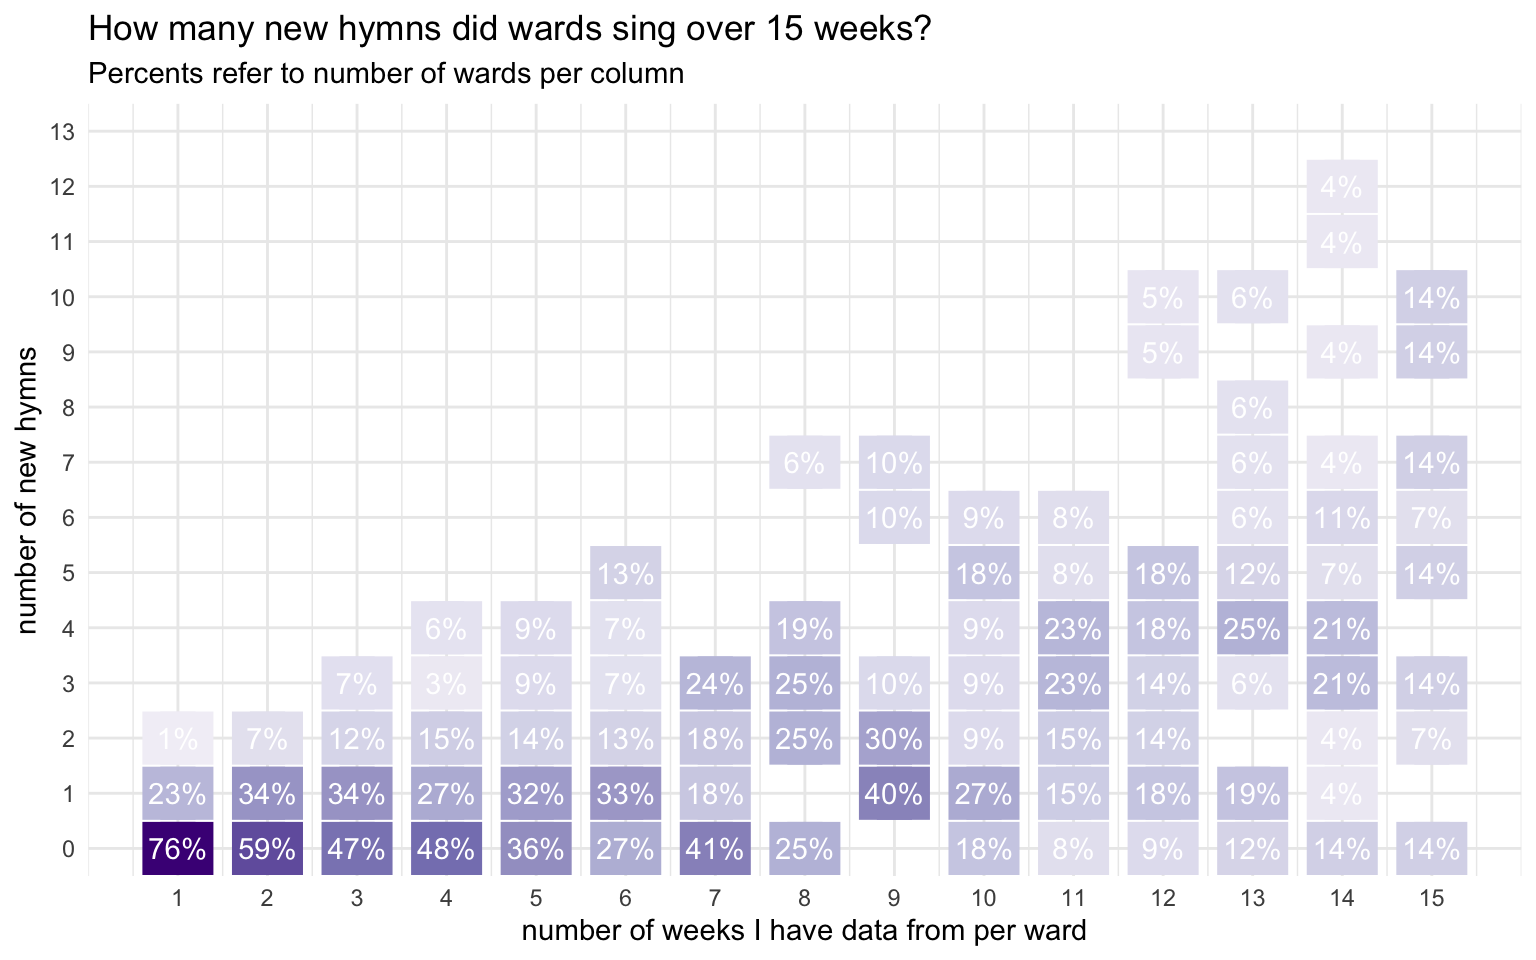 How many new hymns did wards sing over 15 weeks?
Percents refer to number of wards per column
13
12 4%
11 4%
10 5% 6% 14%
9 5% 4% 14%
8 6%
7 6% 10% 6% 4% 14%
6 10% 9% 8% 6% 11% 7%
5 13% 18% 8% 18% 12% 7% 14%
4 6% 9% 7% 19% 9% 23% 18% 25% 21%
3 7% 3% 9% 7% 24% 25% 10% 9% 23% 14% 6% 21% 14%
2 1% 7% 12% 15% 14% 13% 18% 25% 30% 9% 15% 14% 4% 7%
1 23% 34% 34% 27% 32% 33% 18% 40% 27% 15% 18% 19% 4%
0 76% 59% 47% 48% 36% 27% 41% 25% 18% 8% 9% 12% 14% 14%
1 2 3 4 5 6 7 8 9 10 11 12 13 14 15
number of weeks I have data from per ward
number of new hymns